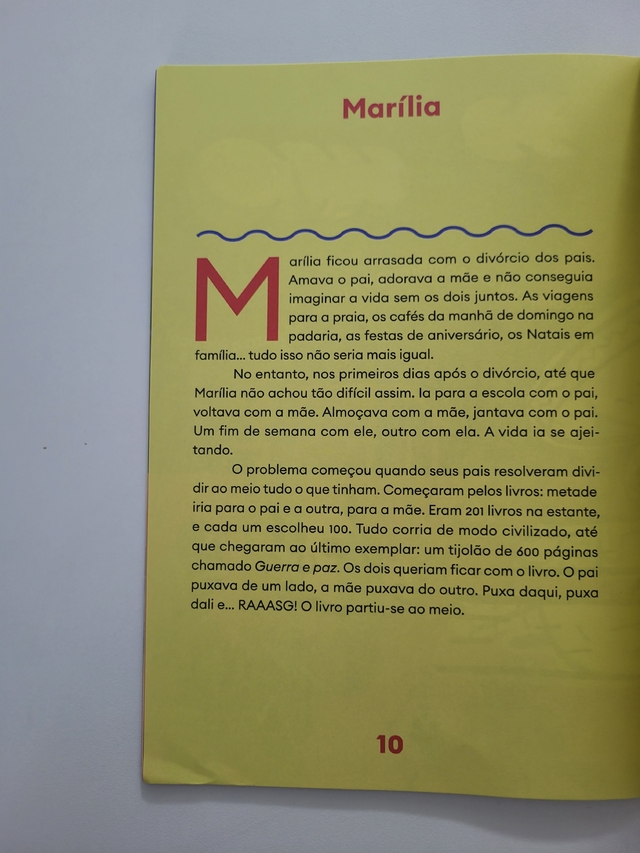 Marília
Marília ficou arrasada com o divórcio dos pais.
Amava o pai, adorava a mãe e não conseguia
imaginar a vida sem os dois juntos. As viagens
para a praia, os cafés da manhã de domingo na
padaria, as festas de aniversário, os Natais em
família... tudo isso não seria mais igual.
No entanto, nos primeiros dias após o divórcio, até que
Marília não achou tão difícil assim. Ia para a escola com o pai,
voltava com a mãe. Almoçava com a mãe, jantava com o pai.
Um fim de semana com ele, outro com ela. A vida ia se ajei-
tando.
O problema começou quando seus pais resolveram divi-
dir ao meio tudo o que tinham. Começaram pelos livros: metade
iria para o pai e a outra, para a mãe. Eram 201 livros na estante,
e cada um escolheu 100. Tudo corria de modo civilizado, até
que chegaram ao último exemplar: um tijolão de 600 páginas
chamado Guerra e paz. Os dois queriam ficar com o livro. O pai
puxava de um lado, a mãe puxava do outro. Puxa daqui, puxa
dali e... RAAASG! O livro partiu-se ao meio.
10